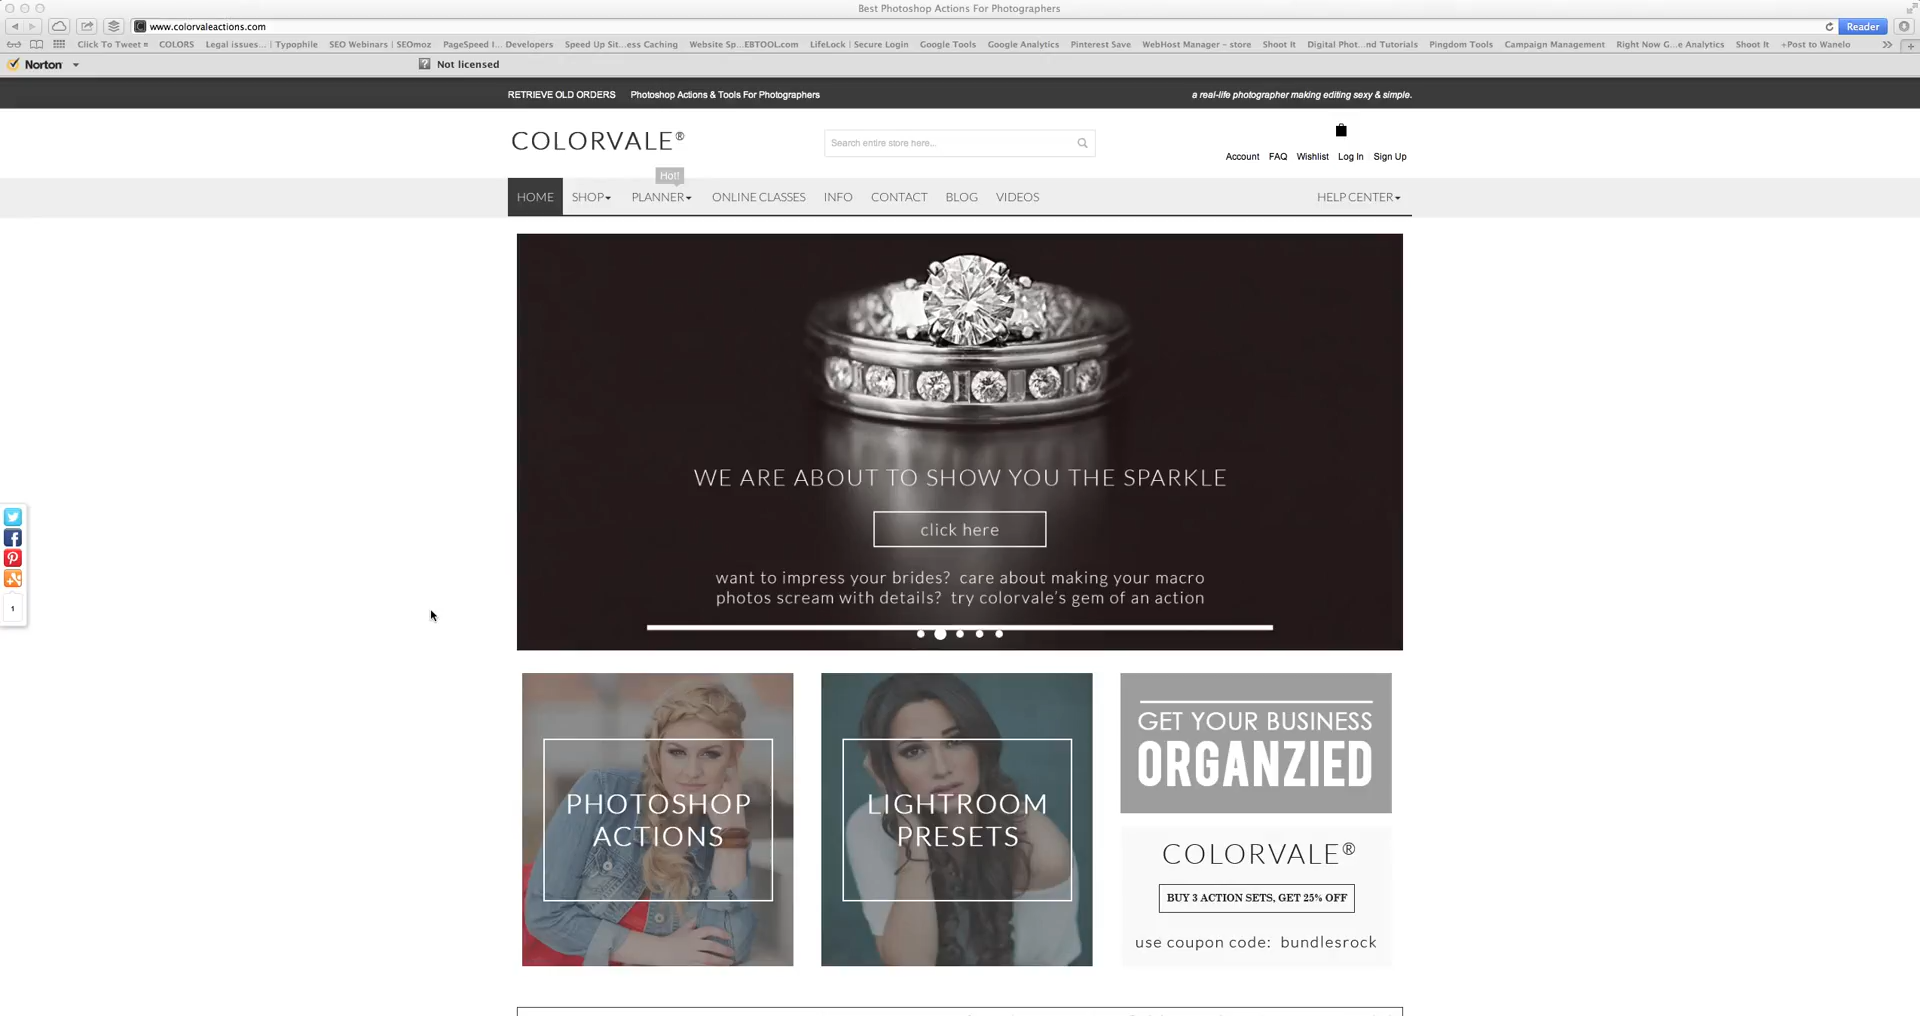 Best Photoshop Actions For Photographers
www.colorvaleactions.com
Reader
Click To Tweet
COLORS
Legal issues... | Typophile
SEO Webinars | SEOmoz
PageSpeed I... Developers
Speed Up Sit...ess Caching
Website Sp...EBTOOL.com
LifeLock | Secure Login
Google Tools
Google Analytics
Pinterest Save
WebHost Manager – store
Shoot It
Digital Phot...nd Tutorials
Pingdom Tools
Campaign Management
Right Now G...e Analytics
Shoot It
+Post to Wanelo
Norton
Not licensed
RETRIEVE OLD ORDERS
Photoshop Actions & Tools For Photographers
a real-life photographer making editing sexy & simple.
COLORVALE®
Search entire store here...
Account
FAQ
Wishlist
Log In
Sign Up
Hot!
HOME
SHOP
PLANNER
ONLINE CLASSES
INFO
CONTACT
BLOG
VIDEOS
HELP CENTER
WE ARE ABOUT TO SHOW YOU THE SPARKLE
click here
want to impress your brides? care about making your macro
photos scream with details? try colorvale's gem of an action
1
PHOTOSHOP
ACTIONS
LIGHTROOM
PRESETS
GET YOUR BUSINESS
ORGANZIED
COLORVALE®
BUY 3 ACTION SETS, GET 25% OFF
use coupon code: bundlesrock